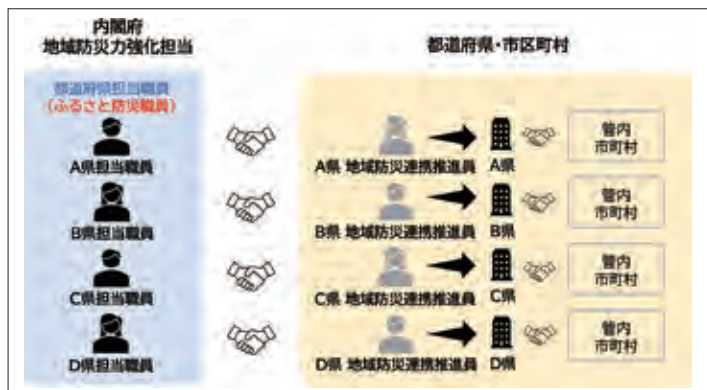 内閣府
地域防災力強化担当
都道府県・市区町村
都道府県担当職員
(ふるさと防災職員)
A県担当職員
A県 地域防災連携推進員
A県
管内
市町村
B県担当職員
B県 地域防災連携推進員
B県
管内
市町村
C県担当職員
C県 地域防災連携推進員
C県
管内
市町村
D県担当職員
D県 地域防災連携推進員
D県
管内
市町村